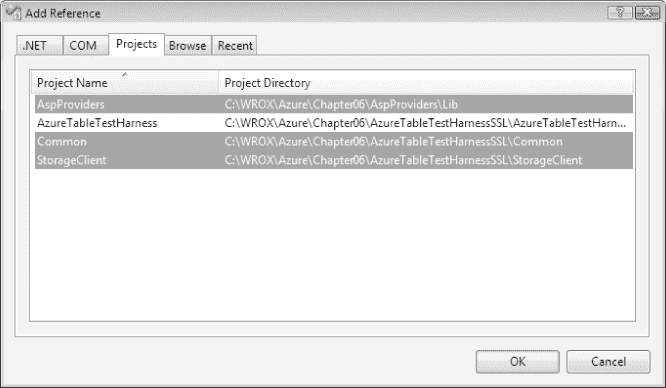 Add Reference
.NET COM Projects Browse Recent
Project Name Project Directory
AspProviders C:\WROX\Azure\Chapter06\AspProviders\Lib
AzureTableTestHarness C:\WROX\Azure\Chapter06\AzureTableTestHarnessSSL\AzureTableTestHarn...
Common C:\WROX\Azure\Chapter06\AzureTableTestHarnessSSL\Common
StorageClient C:\WROX\Azure\Chapter06\AzureTableTestHarnessSSL\StorageClient
OK Cancel